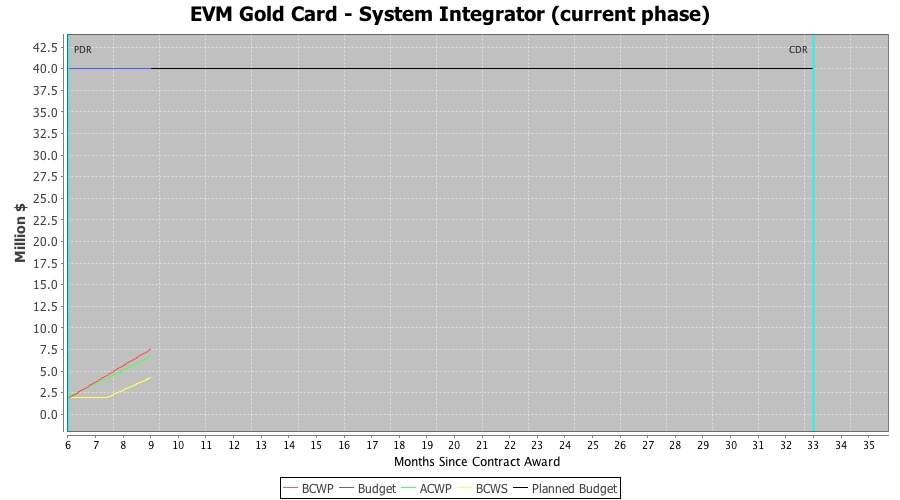 EVM Gold Card - System Integrator (current phase)
PDR
CDR
42.5
40.0
37.5
35.0
32.5
30.0
27.5
25.0
22.5
20.0
17.5
15.0
12.5
10.0
7.5
5.0
2.5
0.0
Million $
6 7 8 9 10 11 12 13 14 15 16 17 18 19 20 21 22 23 24 25 26 27 28 29 30 31 32 33 34 35
Months Since Contract Award
BCWP Budget ACWP BCWS Planned Budget